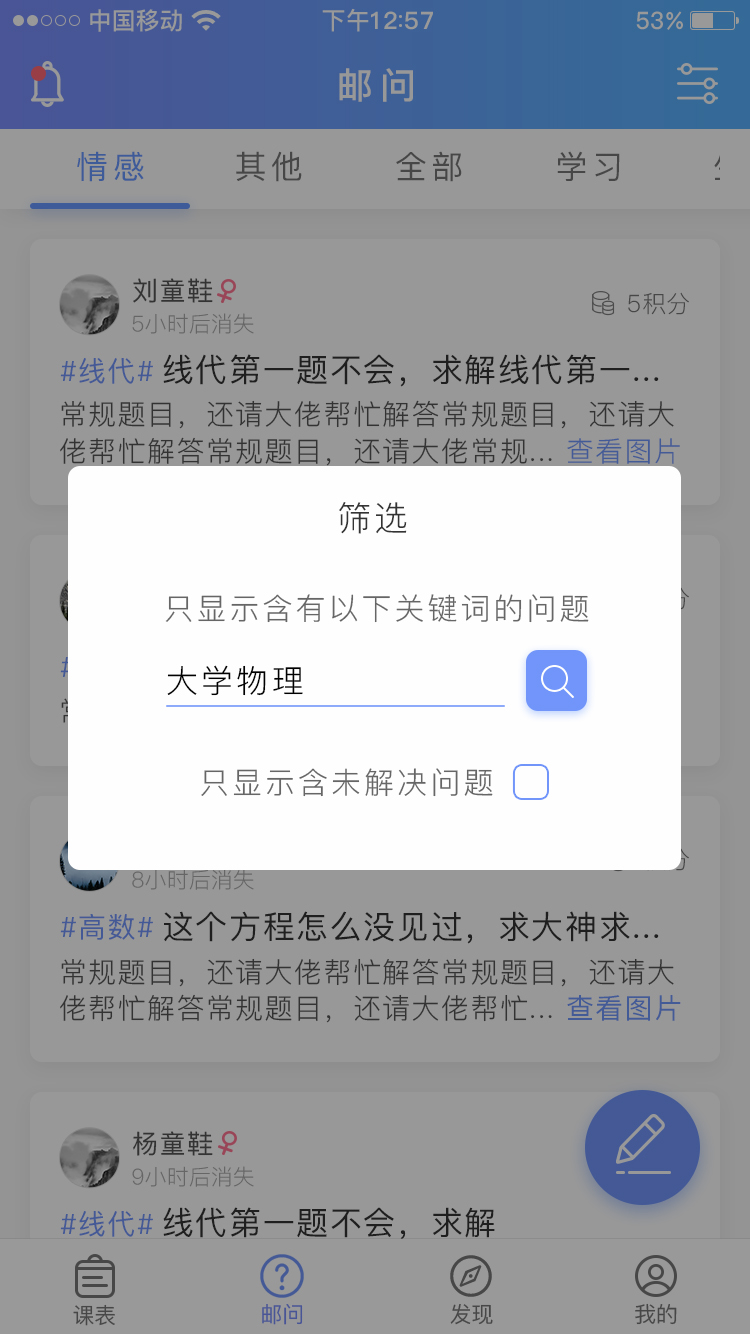 中国移动 下午12:57 53%
邮问
情感 其他 全部 学习
刘童鞋
5积分
5小时后消失
#线代# 线代第一题不会，求解线代第一...
常规题目，还请大佬帮忙解答常规题目，还请大
佬帮忙解答常规题目，还请大佬常规... 查看图片
筛选
只显示含有以下关键词的问题
大学物理
只显示含未解决问题
8小时后消失
#高数# 这个方程怎么没见过，求大神求...
常规题目，还请大佬帮忙解答常规题目，还请大
佬帮忙解答常规题目，还请大佬帮忙... 查看图片
杨童鞋
9小时后消失
#线代# 线代第一题不会，求解
课表 邮问 发现 我的